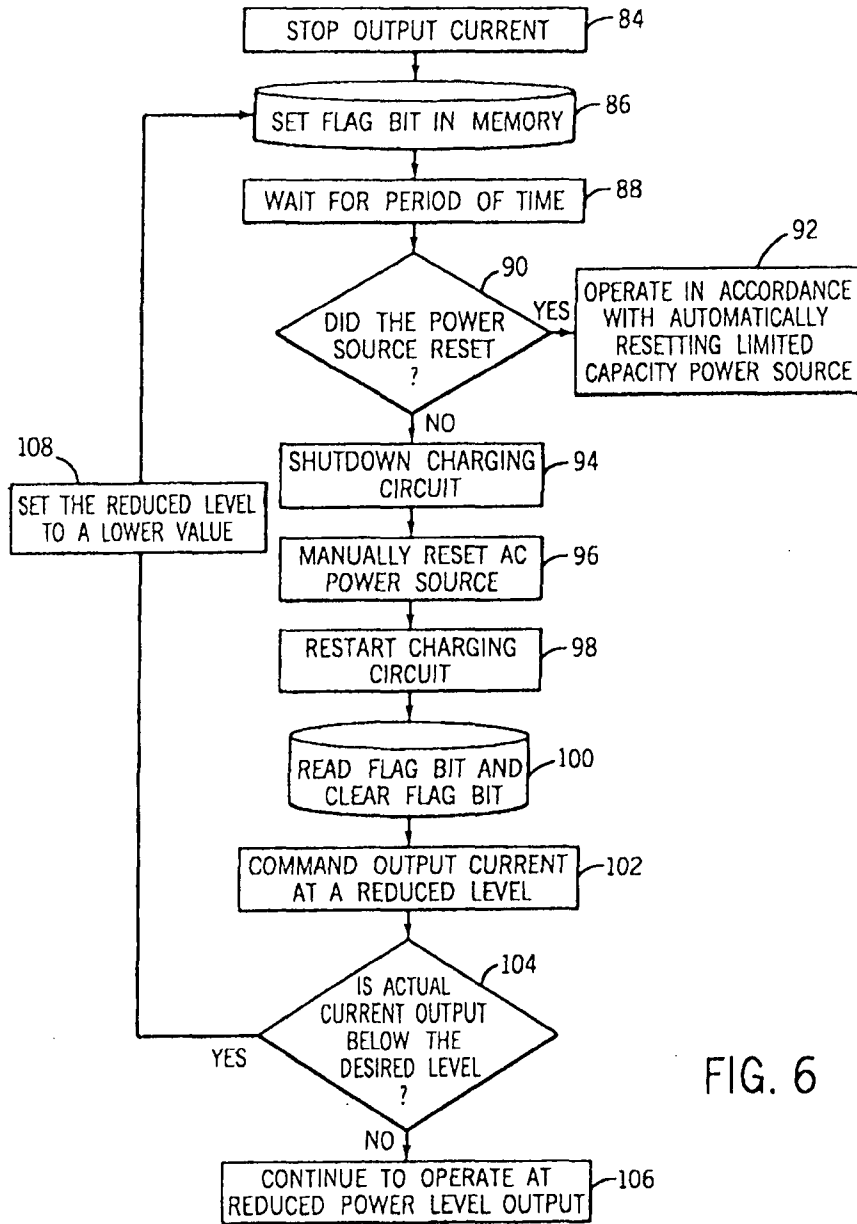 STOP OUTPUT CURRENT
84
SET FLAG BIT IN MEMORY
86
WAIT FOR PERIOD OF TIME
88
90
DID THE POWER
SOURCE RESET
?
YES
92
OPERATE IN ACCORDANCE
WITH AUTOMATICALLY
RESETTING LIMITED
CAPACITY POWER SOURCE
NO
108
SET THE REDUCED LEVEL
TO A LOWER VALUE
SHUTDOWN CHARGING
CIRCUIT
94
MANUALLY RESET AC
POWER SOURCE
96
RESTART CHARGING
CIRCUIT
98
READ FLAG BIT AND
CLEAR FLAG BIT
100
COMMAND OUTPUT CURRENT
AT A REDUCED LEVEL
102
104
IS ACTUAL
CURRENT OUTPUT
BELOW THE
DESIRED LEVEL
?
YES
NO
CONTINUE TO OPERATE AT
REDUCED POWER LEVEL OUTPUT
106
FIG. 6